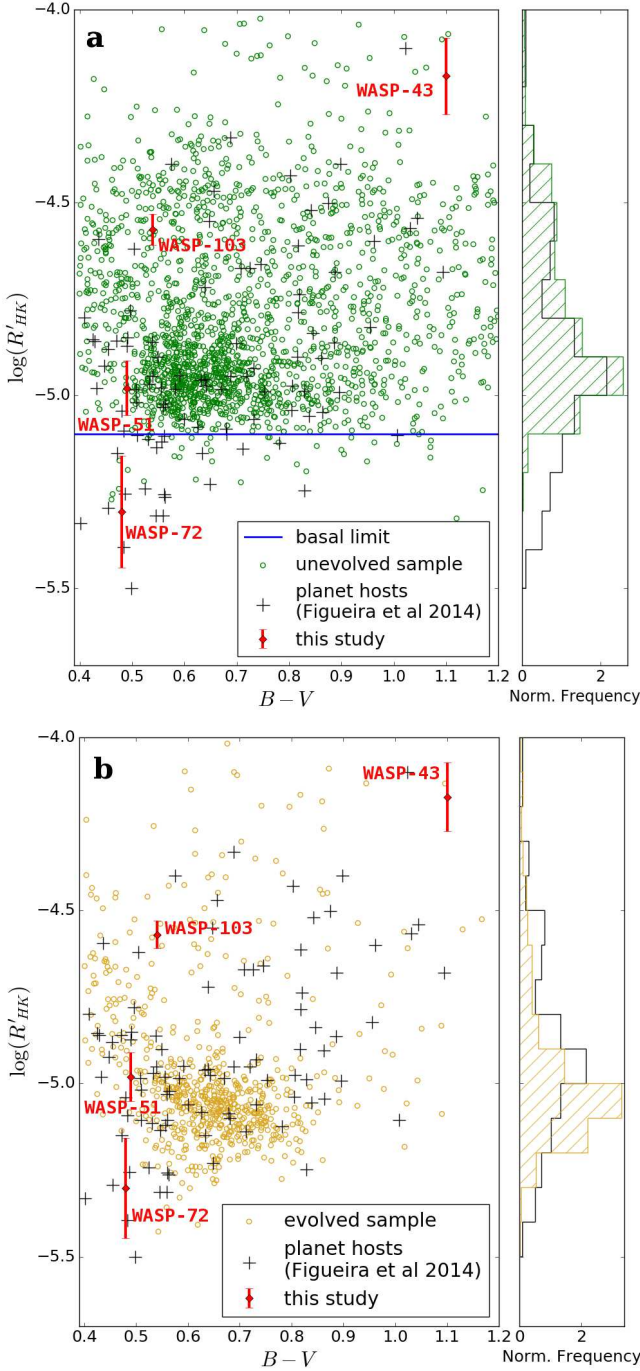 a
−4.0
−4.5
−5.0
−5.5
log(R'HK)
WASP-43
WASP-103
WASP-51
WASP-72
basal limit
unevolved sample
planet hosts
(Figueira et al 2014)
this study
0.4 0.5 0.6 0.7 0.8 0.9 1.0 1.1 1.2
B − V
0 2
Norm. Frequency
b
−4.0
−4.5
−5.0
−5.5
log(R'HK)
WASP-43
WASP-103
WASP-51
WASP-72
evolved sample
planet hosts
(Figueira et al 2014)
this study
0.4 0.5 0.6 0.7 0.8 0.9 1.0 1.1 1.2
B − V
0 2
Norm. Frequency